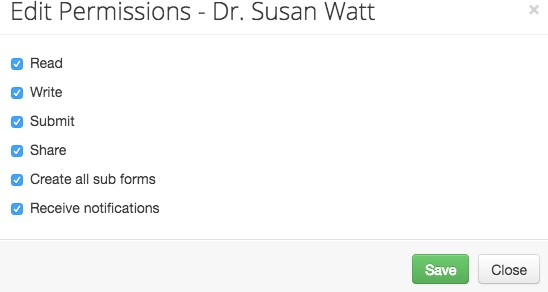 Edit Permissions - Dr. Susan Watt
×
Read
Write
Submit
Share
Create all sub forms
Receive notifications
Save Close